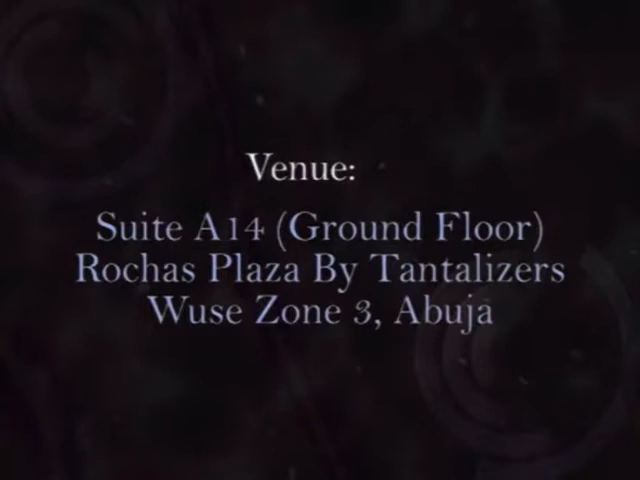 Venue:
Suite A14 (Ground Floor)
Rochas Plaza By Tantalizers
Wuse Zone 3, Abuja